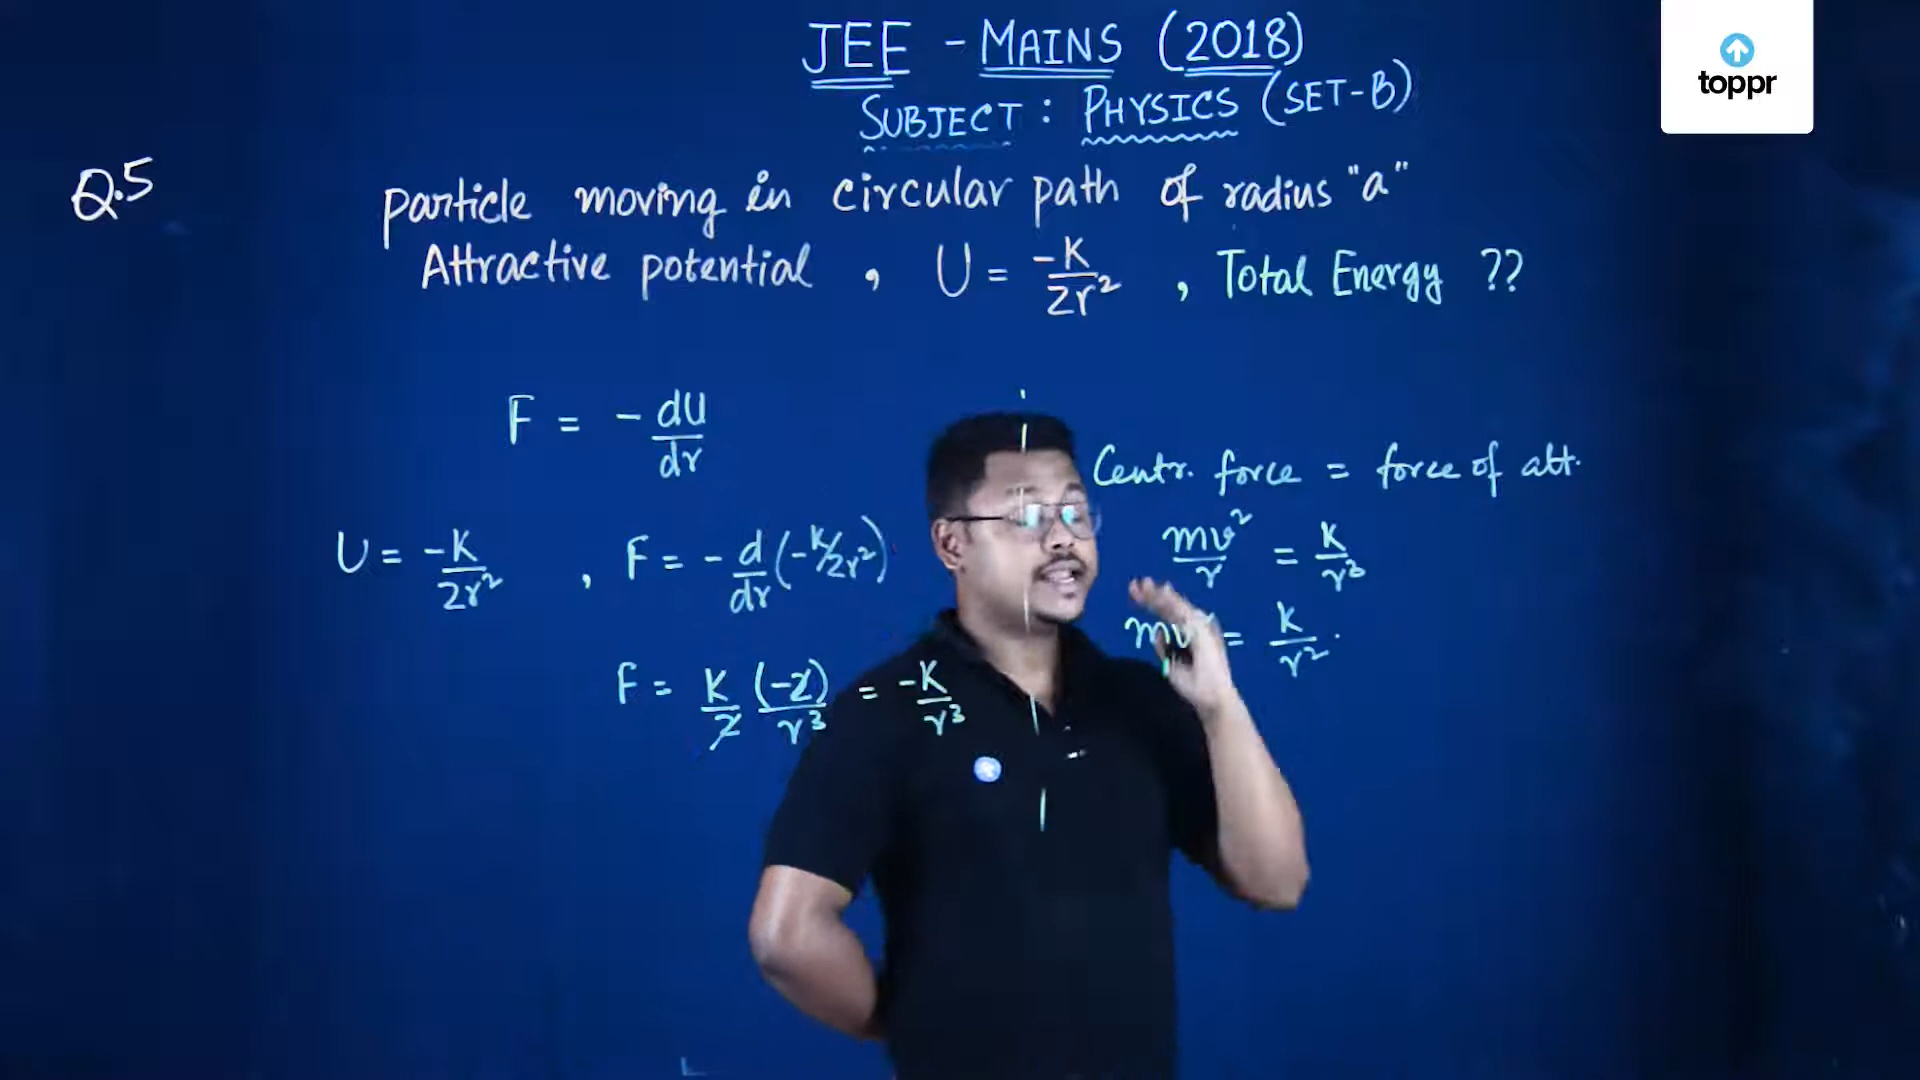 JEE - MAINS (2018)
toppr
SUBJECT : PHYSICS (SET-B)
Q.5
Particle moving in circular path of radius "a"
Attractive potential , U = -K/2r² , Total Energy ??
F = - dU/dr
Centr. force = force of att.
U = -K/2r² , F = - d/dr (-K/2r²)
mv²/r = K/r³
mv² = K/r² .
F = K/2 (-2)/r³ = -K/r³